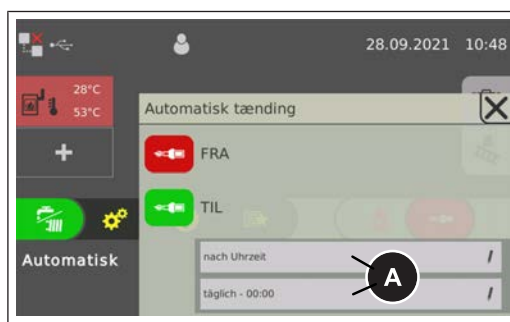 28.09.2021 10:48
28°C
53°C
Automatisk tænding
+
FRA
TIL
Automatisk
nach Uhrzeit
täglich - 00:00
A